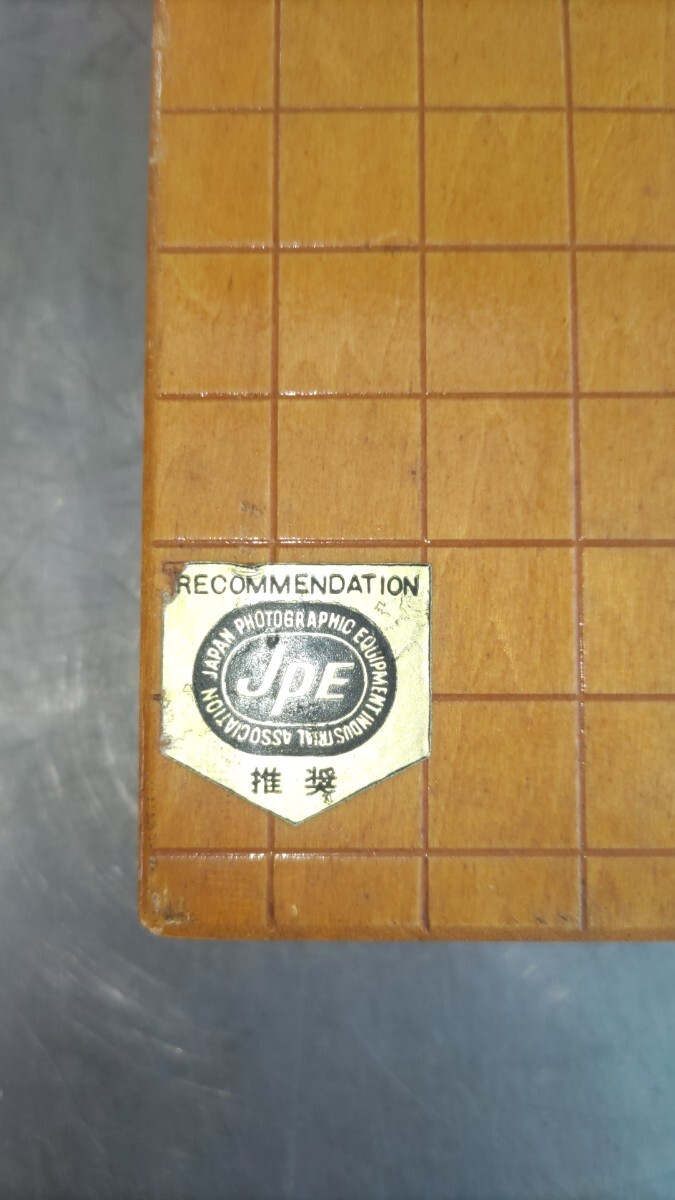 RECOMMENDATION
JAPAN PHOTOGRAPHIC EQUIPMENT INDUSTRIAL ASSOCIATION
JPE
推奨